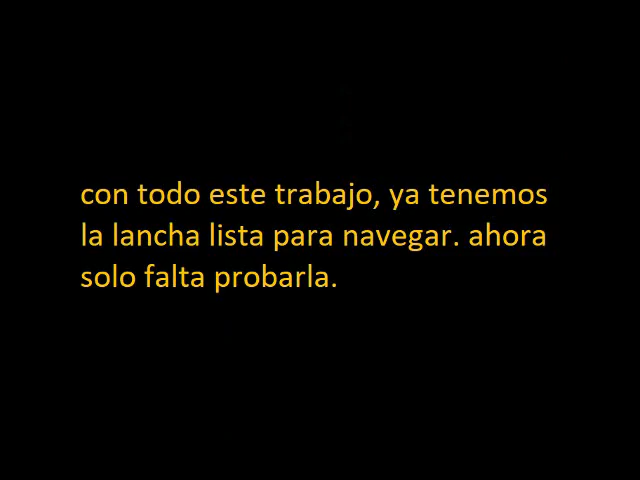 con todo este trabajo, ya tenemos
la lancha lista para navegar. ahora
solo falta probarla.